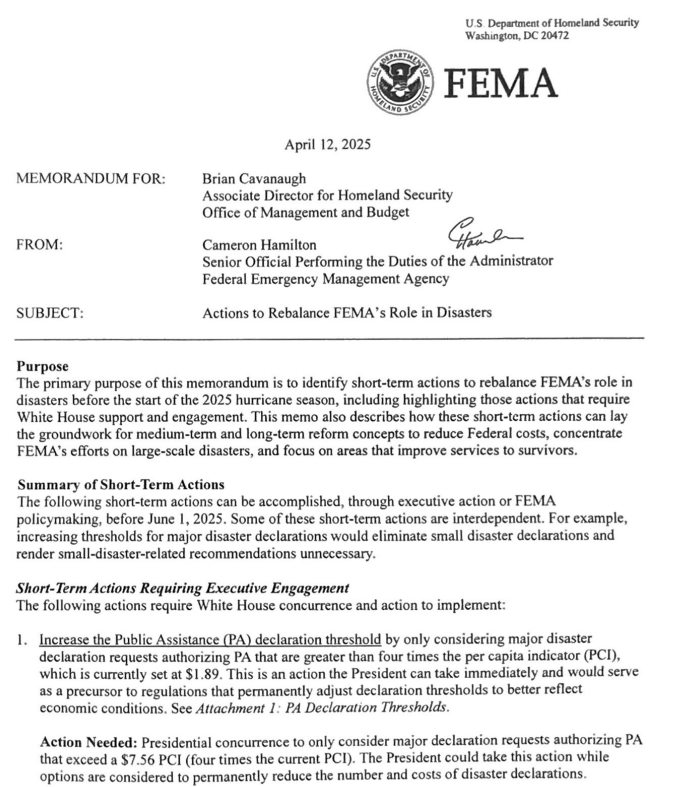 U.S. Department of Homeland Security
Washington, DC 20472
FEMA
April 12, 2025
MEMORANDUM FOR: Brian Cavanaugh
Associate Director for Homeland Security
Office of Management and Budget
FROM: Cameron Hamilton
Senior Official Performing the Duties of the Administrator
Federal Emergency Management Agency
SUBJECT: Actions to Rebalance FEMA's Role in Disasters
Purpose
The primary purpose of this memorandum is to identify short-term actions to rebalance FEMA's role in
disasters before the start of the 2025 hurricane season, including highlighting those actions that require
White House support and engagement. This memo also describes how these short-term actions can lay
the groundwork for medium-term and long-term reform concepts to reduce Federal costs, concentrate
FEMA's efforts on large-scale disasters, and focus on areas that improve services to survivors.
Summary of Short-Term Actions
The following short-term actions can be accomplished, through executive action or FEMA
policymaking, before June 1, 2025. Some of these short-term actions are interdependent. For example,
increasing thresholds for major disaster declarations would eliminate small disaster declarations and
render small-disaster-related recommendations unnecessary.
Short-Term Actions Requiring Executive Engagement
The following actions require White House concurrence and action to implement:
1. Increase the Public Assistance (PA) declaration threshold by only considering major disaster
declaration requests authorizing PA that are greater than four times the per capita indicator (PCI),
which is currently set at $1.89. This is an action the President can take immediately and would serve
as a precursor to regulations that permanently adjust declaration thresholds to better reflect
economic conditions. See Attachment 1: PA Declaration Thresholds.
Action Needed: Presidential concurrence to only consider major declaration requests authorizing PA
that exceed a $7.56 PCI (four times the current PCI). The President could take this action while
options are considered to permanently reduce the number and costs of disaster declarations.